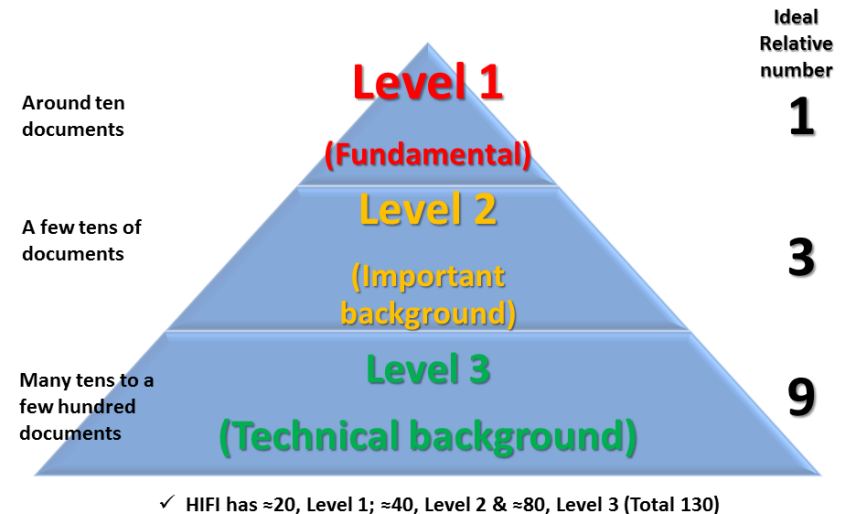 Ideal
Relative
number
Level 1
(Fundamental)
Around ten
documents
1
Level 2
(Important
background)
A few tens of
documents
3
Level 3
(Technical background)
Many tens to a
few hundred
documents
9
✓ HIFI has ≈20, Level 1; ≈40, Level 2 & ≈80, Level 3 (Total 130)